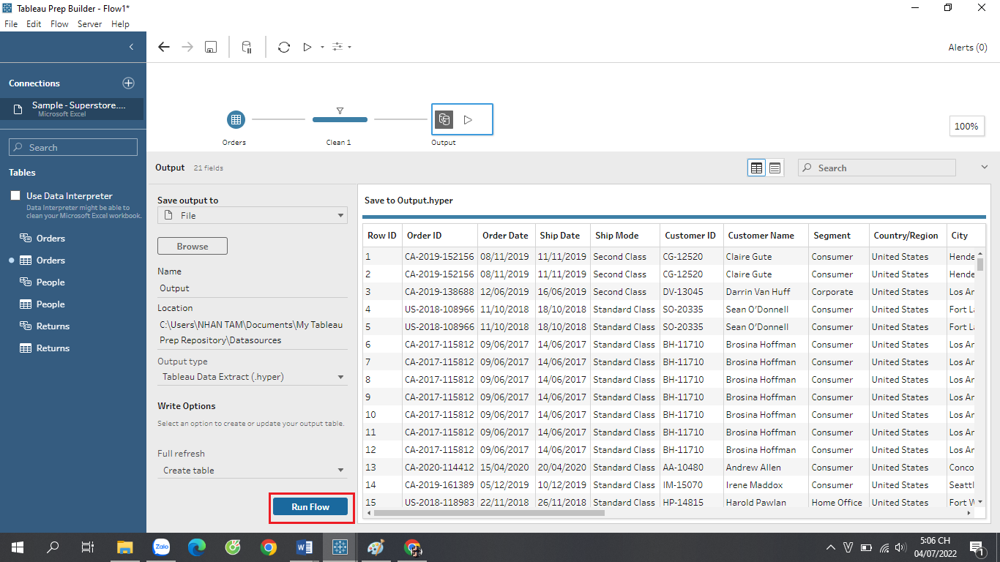 Tableau Prep Builder - Flow1*
File Edit Flow Server Help
Alerts (0)
Connections
Sample - Superstore....
Microsoft Excel
Search
Tables
Use Data Interpreter
Data Interpreter might be able to
clean your Microsoft Excel workbook.
Orders
Orders
People
People
Returns
Returns
Orders
Clean 1
Output
100%
Output 21 fields
Search
Save output to
File
Browse
Name
Output
Location
C:\Users\NHAN TAM\Documents\My Tableau
Prep Repository\Datasources
Output type
Tableau Data Extract (.hyper)
Write Options
Select an option to create or update your output table.
Full refresh
Create table
Run Flow
Save to Output.hyper
Row ID Order ID Order Date Ship Date Ship Mode Customer ID Customer Name Segment Country/Region City
1 CA-2019-152156 08/11/2019 11/11/2019 Second Class CG-12520 Claire Gute Consumer United States Hende
2 CA-2019-152156 08/11/2019 11/11/2019 Second Class CG-12520 Claire Gute Consumer United States Hende
3 CA-2019-138688 12/06/2019 16/06/2019 Second Class DV-13045 Darrin Van Huff Corporate United States Los Ar
4 US-2018-108966 11/10/2018 18/10/2018 Standard Class SO-20335 Sean O'Donnell Consumer United States Fort L
5 US-2018-108966 11/10/2018 18/10/2018 Standard Class SO-20335 Sean O'Donnell Consumer United States Fort L
6 CA-2017-115812 09/06/2017 14/06/2017 Standard Class BH-11710 Brosina Hoffman Consumer United States Los Ar
7 CA-2017-115812 09/06/2017 14/06/2017 Standard Class BH-11710 Brosina Hoffman Consumer United States Los Ar
8 CA-2017-115812 09/06/2017 14/06/2017 Standard Class BH-11710 Brosina Hoffman Consumer United States Los Ar
9 CA-2017-115812 09/06/2017 14/06/2017 Standard Class BH-11710 Brosina Hoffman Consumer United States Los Ar
10 CA-2017-115812 09/06/2017 14/06/2017 Standard Class BH-11710 Brosina Hoffman Consumer United States Los Ar
11 CA-2017-115812 09/06/2017 14/06/2017 Standard Class BH-11710 Brosina Hoffman Consumer United States Los Ar
12 CA-2017-115812 09/06/2017 14/06/2017 Standard Class BH-11710 Brosina Hoffman Consumer United States Los Ar
13 CA-2020-114412 15/04/2020 20/04/2020 Standard Class AA-10480 Andrew Allen Consumer United States Conco
14 CA-2019-161389 05/12/2019 10/12/2019 Standard Class IM-15070 Irene Maddox Consumer United States Seattl
15 US-2018-118983 22/11/2018 26/11/2018 Standard Class HP-14815 Harold Pawlan Home Office United States Fort W
Zalo
5:06 CH
04/07/2022
1